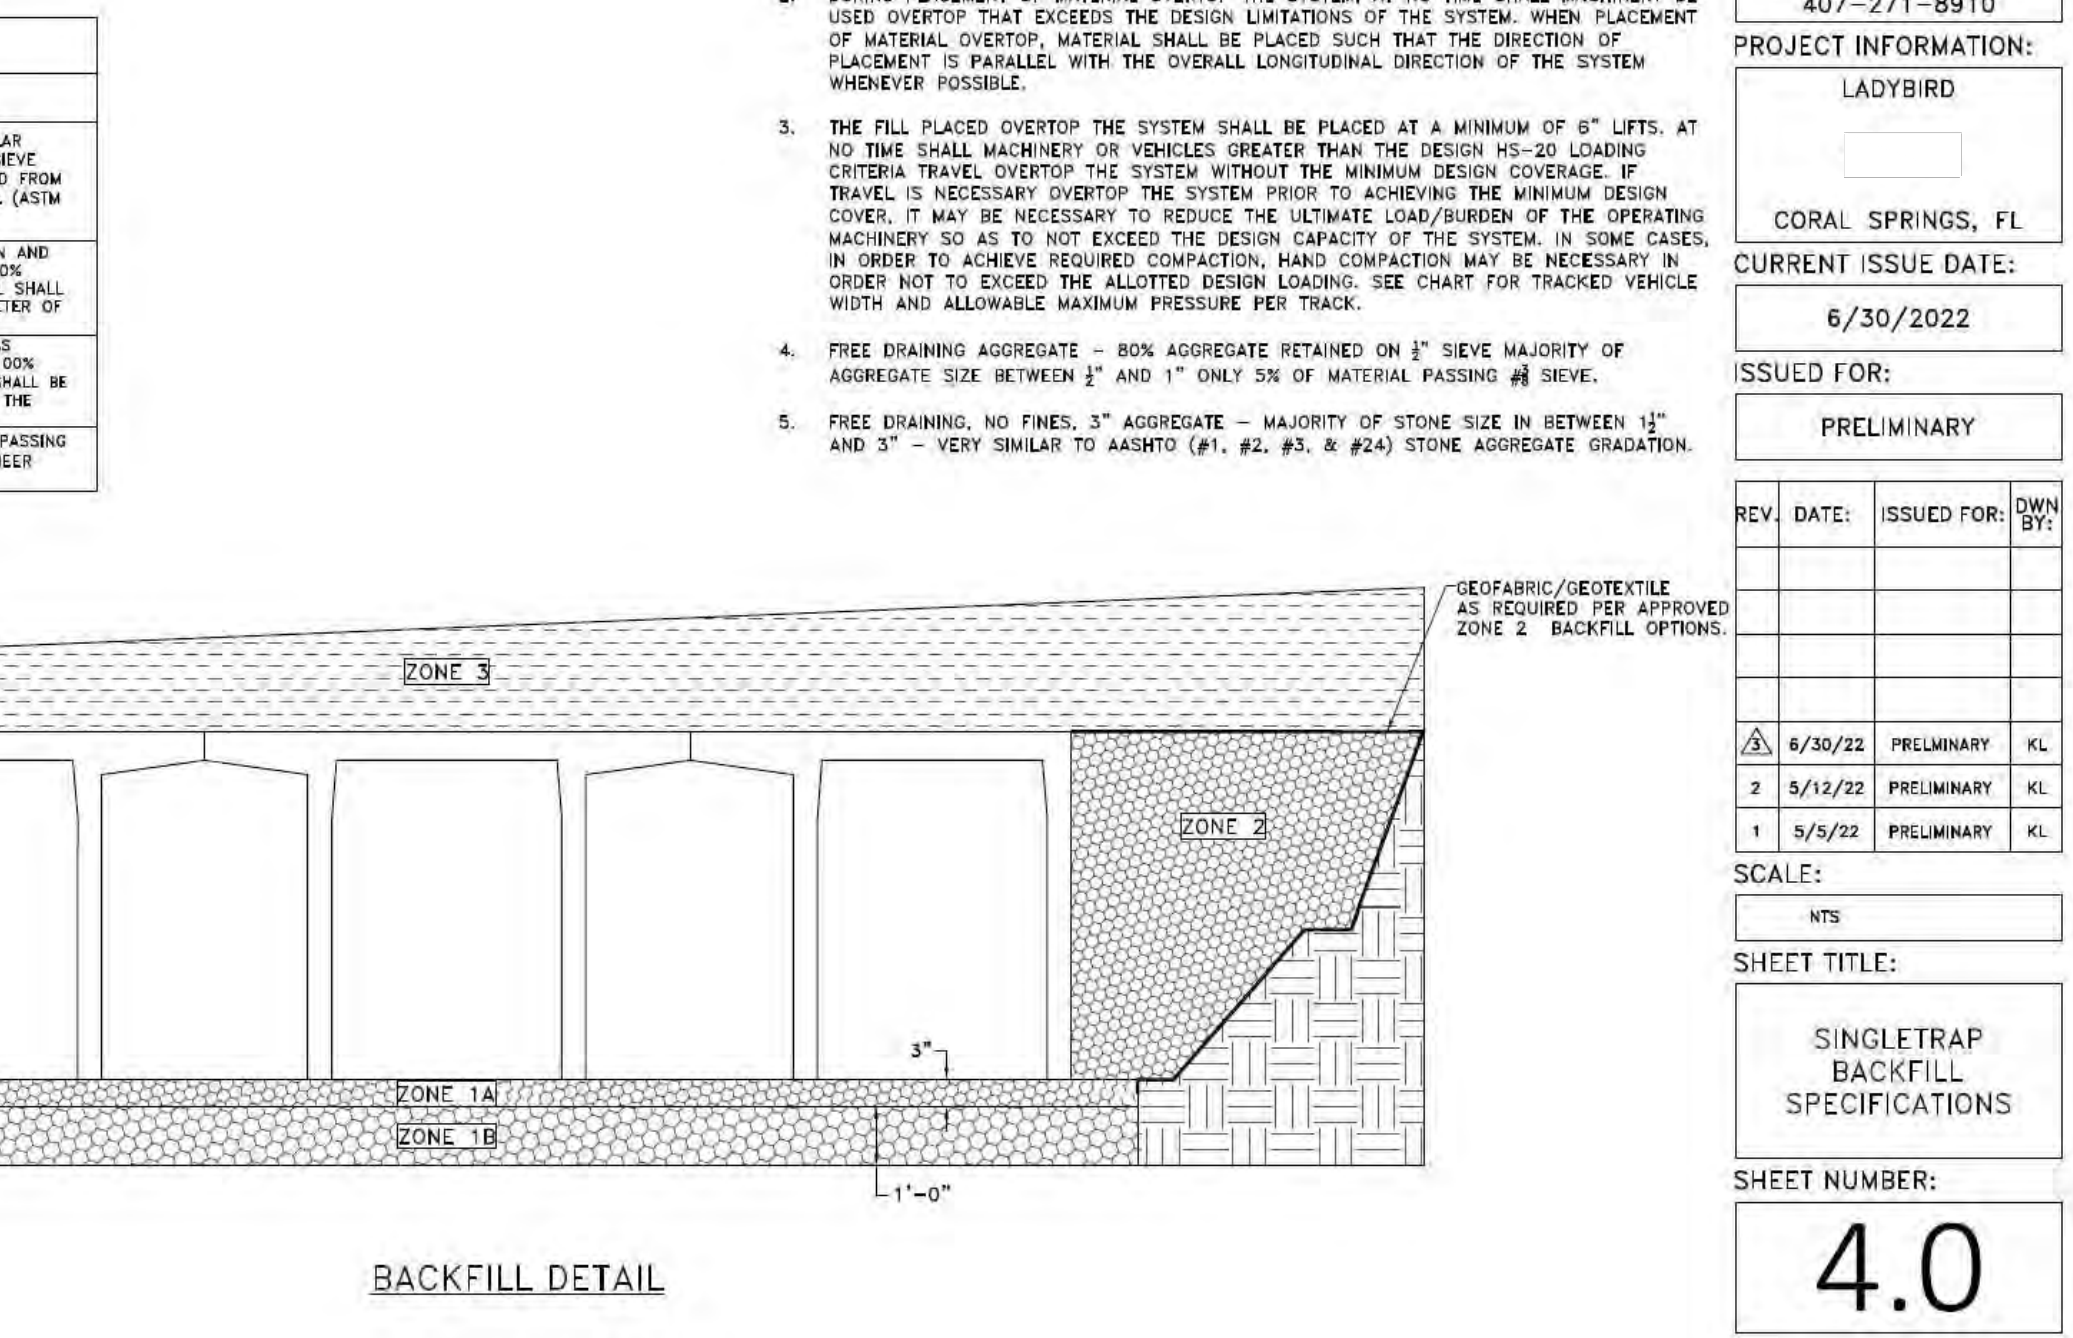 USED OVERTOP THAT EXCEEDS THE DESIGN LIMITATIONS OF THE SYSTEM. WHEN PLACEMENT
OF MATERIAL OVERTOP, MATERIAL SHALL BE PLACED SUCH THAT THE DIRECTION OF
PLACEMENT IS PARALLEL WITH THE OVERALL LONGITUDINAL DIRECTION OF THE SYSTEM
WHENEVER POSSIBLE.
3. THE FILL PLACED OVERTOP THE SYSTEM SHALL BE PLACED AT A MINIMUM OF 6" LIFTS. AT
NO TIME SHALL MACHINERY OR VEHICLES GREATER THAN THE DESIGN HS-20 LOADING
CRITERIA TRAVEL OVERTOP THE SYSTEM WITHOUT THE MINIMUM DESIGN COVERAGE. IF
TRAVEL IS NECESSARY OVERTOP THE SYSTEM PRIOR TO ACHIEVING THE MINIMUM DESIGN
COVER, IT MAY BE NECESSARY TO REDUCE THE ULTIMATE LOAD/BURDEN OF THE OPERATING
MACHINERY SO AS TO NOT EXCEED THE DESIGN CAPACITY OF THE SYSTEM. IN SOME CASES,
IN ORDER TO ACHIEVE REQUIRED COMPACTION, HAND COMPACTION MAY BE NECESSARY IN
ORDER NOT TO EXCEED THE ALLOTTED DESIGN LOADING. SEE CHART FOR TRACKED VEHICLE
WIDTH AND ALLOWABLE MAXIMUM PRESSURE PER TRACK.
4. FREE DRAINING AGGREGATE - 80% AGGREGATE RETAINED ON ½" SIEVE MAJORITY OF
AGGREGATE SIZE BETWEEN ½" AND 1" ONLY 5% OF MATERIAL PASSING #⅜ SIEVE.
5. FREE DRAINING, NO FINES, 3" AGGREGATE - MAJORITY OF STONE SIZE IN BETWEEN 1½"
AND 3" - VERY SIMILAR TO AASHTO (#1, #2, #3, & #24) STONE AGGREGATE GRADATION.
D FROM
(ASTM
AND
0%
SHALL
TER OF
00%
SHALL BE
THE
PASSING
EER
GEOFABRIC/GEOTEXTILE
AS REQUIRED PER APPROVED
ZONE 2 BACKFILL OPTIONS.
ZONE 3
ZONE 2
3"
ZONE 1A
ZONE 1B
1'-0"
BACKFILL DETAIL
407-271-8910
PROJECT INFORMATION:
LADYBIRD
CORAL SPRINGS, FL
CURRENT ISSUE DATE:
6/30/2022
ISSUED FOR:
PRELIMINARY
REV. DATE: ISSUED FOR: DWN BY:
3 6/30/22 PRELMINARY KL
2 5/12/22 PRELIMINARY KL
1 5/5/22 PRELIMINARY KL
SCALE:
NTS
SHEET TITLE:
SINGLETRAP
BACKFILL
SPECIFICATIONS
SHEET NUMBER:
4.0